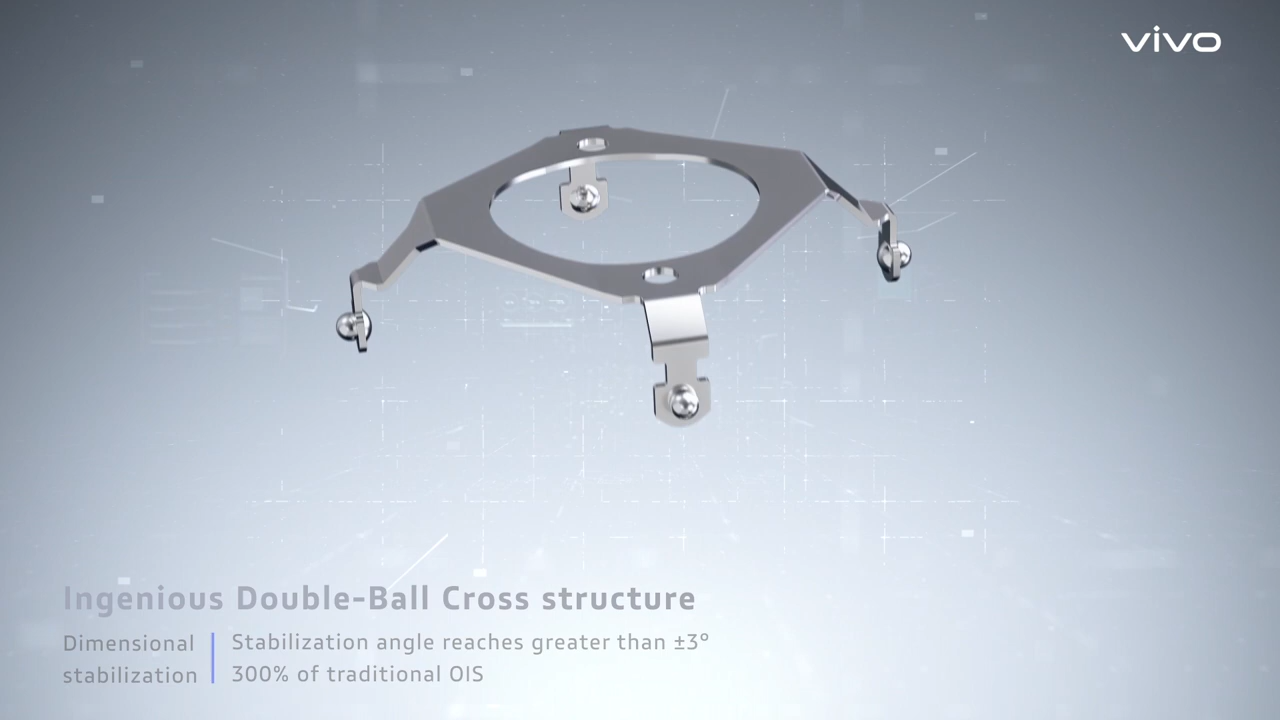 vivo
Ingenious Double-Ball Cross structure
Dimensional
stabilization
Stabilization angle reaches greater than ±3°
300% of traditional OIS